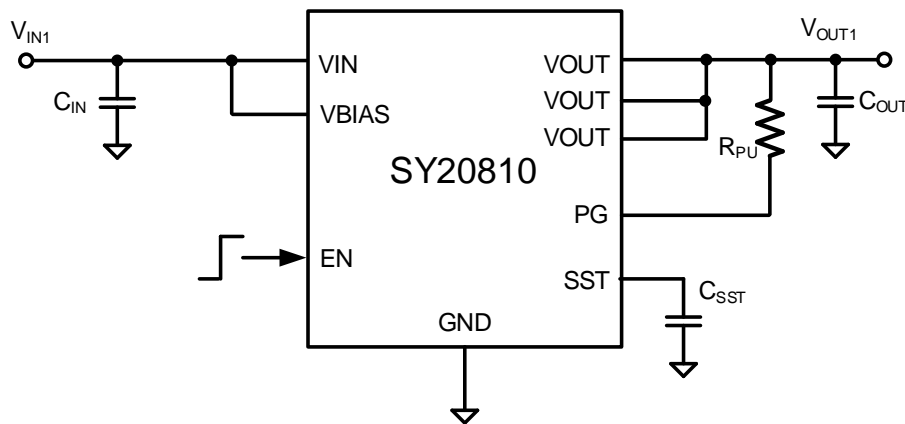 VIN1
VOUT1
VIN
VOUT
CIN
VBIAS
VOUT
COUT
VOUT
RPU
SY20810
PG
EN
SST
CSST
GND